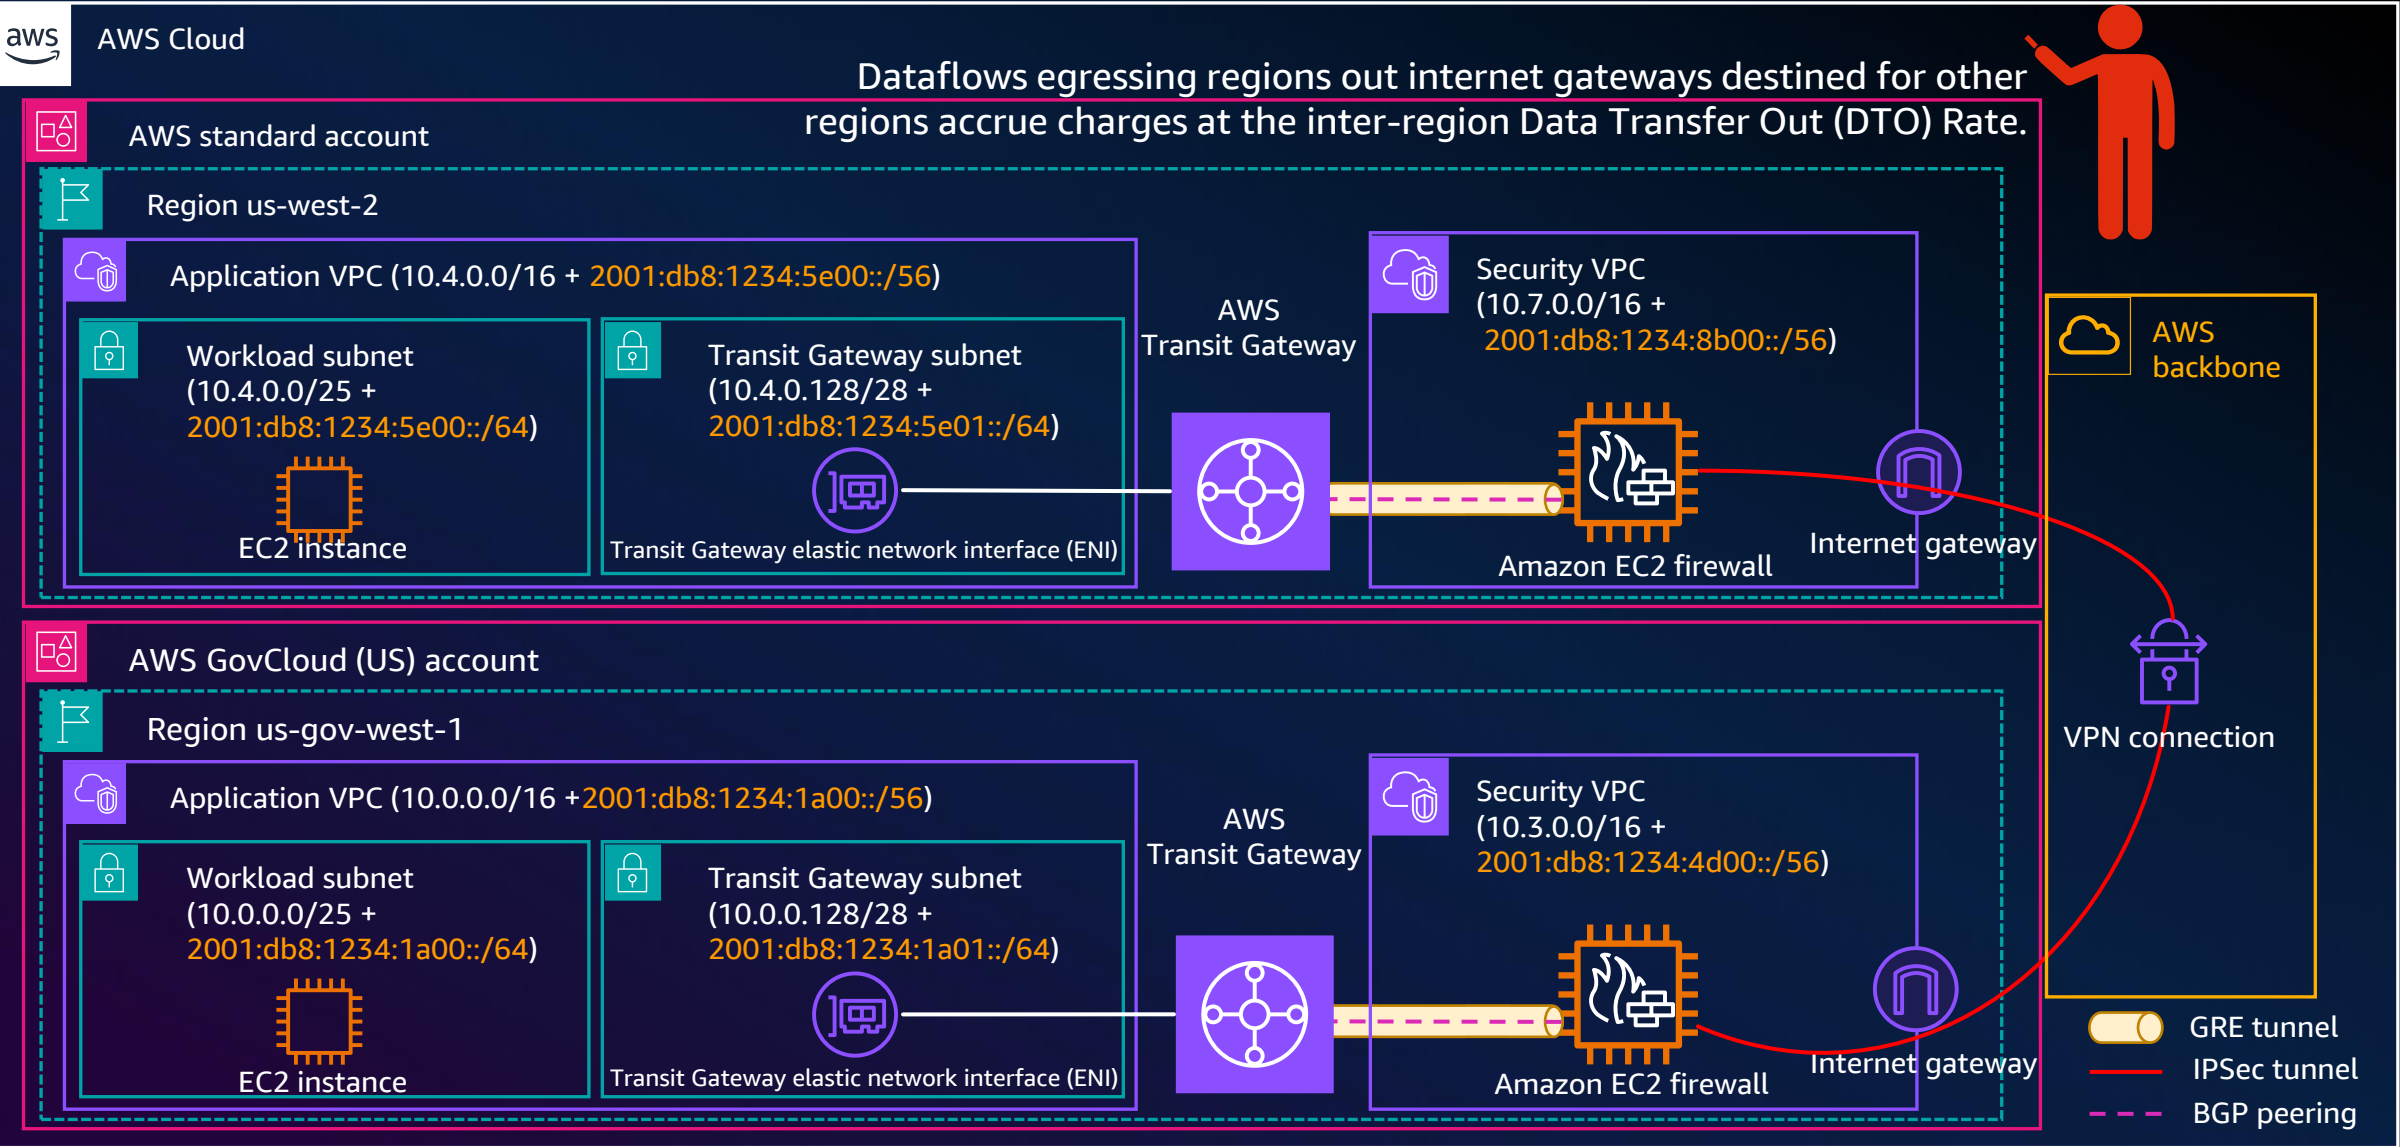 aws
AWS Cloud
Dataflows egressing regions out internet gateways destined for other
regions accrue charges at the inter-region Data Transfer Out (DTO) Rate.
AWS standard account
Region us-west-2
Application VPC (10.4.0.0/16 + 2001:db8:1234:5e00::/56)
Workload subnet
(10.4.0.0/25 +
2001:db8:1234:5e00::/64)
EC2 instance
Transit Gateway subnet
(10.4.0.128/28 +
2001:db8:1234:5e01::/64)
Transit Gateway elastic network interface (ENI)
AWS
Transit Gateway
Security VPC
(10.7.0.0/16 +
2001:db8:1234:8b00::/56)
Amazon EC2 firewall
Internet gateway
AWS
backbone
VPN connection
AWS GovCloud (US) account
Region us-gov-west-1
Application VPC (10.0.0.0/16 +2001:db8:1234:1a00::/56)
Workload subnet
(10.0.0.0/25 +
2001:db8:1234:1a00::/64)
EC2 instance
Transit Gateway subnet
(10.0.0.128/28 +
2001:db8:1234:1a01::/64)
Transit Gateway elastic network interface (ENI)
AWS
Transit Gateway
Security VPC
(10.3.0.0/16 +
2001:db8:1234:4d00::/56)
Amazon EC2 firewall
Internet gateway
GRE tunnel
IPSec tunnel
BGP peering